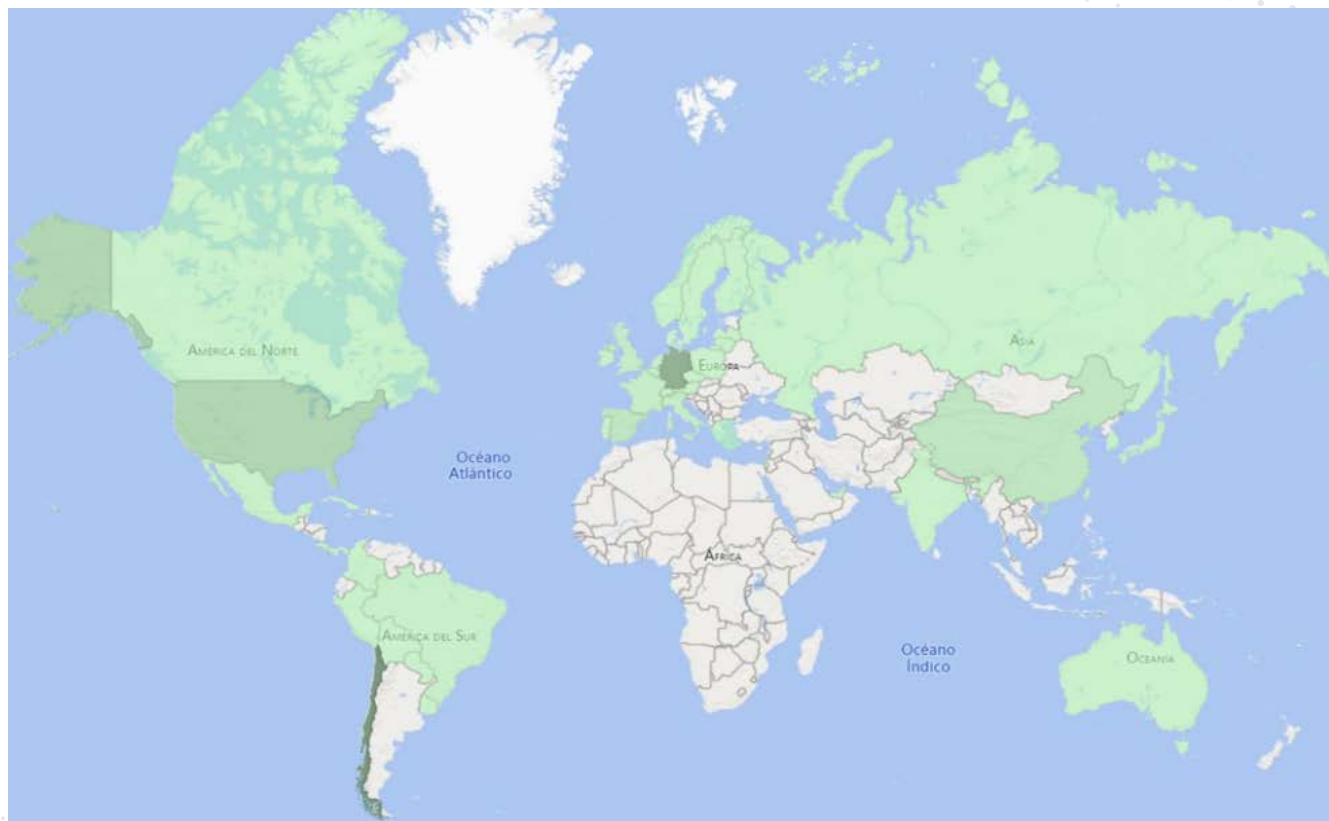 América del Norte
Europa
Asia
Océano
Atlántico
África
América del Sur
Océano
Índico
Oceanía